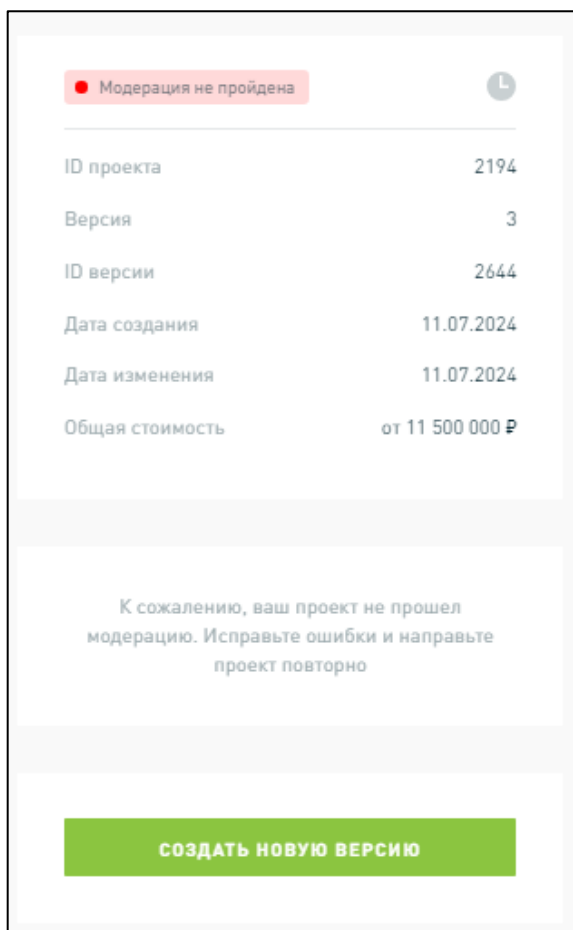 Модерация не пройдена
ID проекта 2194
Версия 3
ID версии 2644
Дата создания 11.07.2024
Дата изменения 11.07.2024
Общая стоимость от 11 500 000 ₽
К сожалению, ваш проект не прошел
модерацию. Исправьте ошибки и направьте
проект повторно
СОЗДАТЬ НОВУЮ ВЕРСИЮ